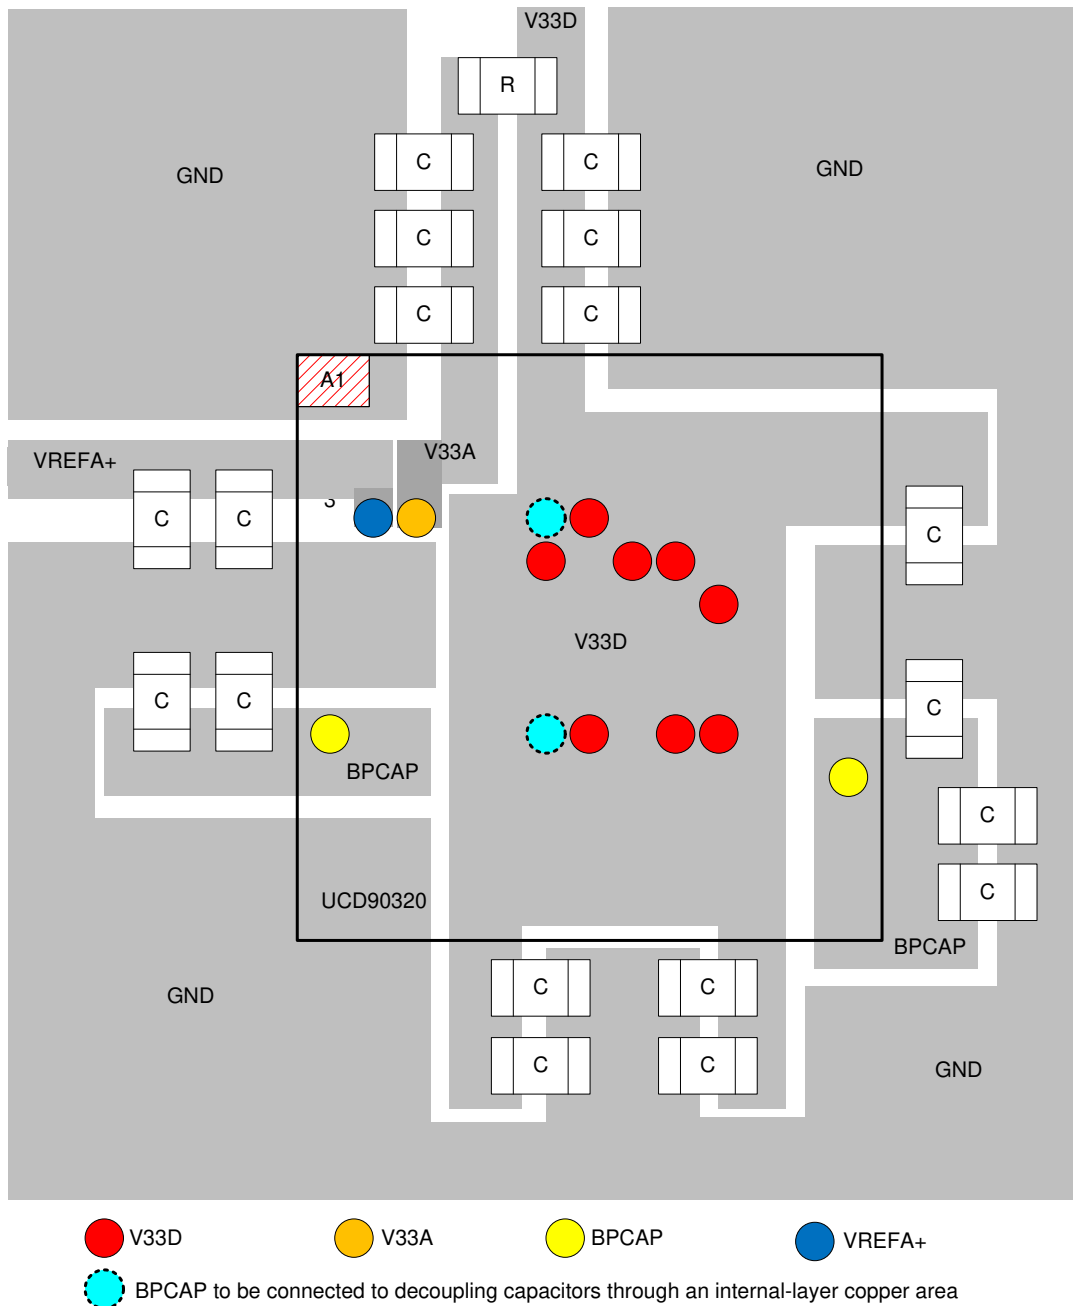 V33D
R
C C
GND GND
C C
C C
A1
V33A
VREFA+
C C
C
V33D
C C
C
BPCAP
C
C
UCD90320
BPCAP
C C
GND
C C
GND
V33D V33A BPCAP VREFA+
BPCAP to be connected to decoupling capacitors through an internal-layer copper area